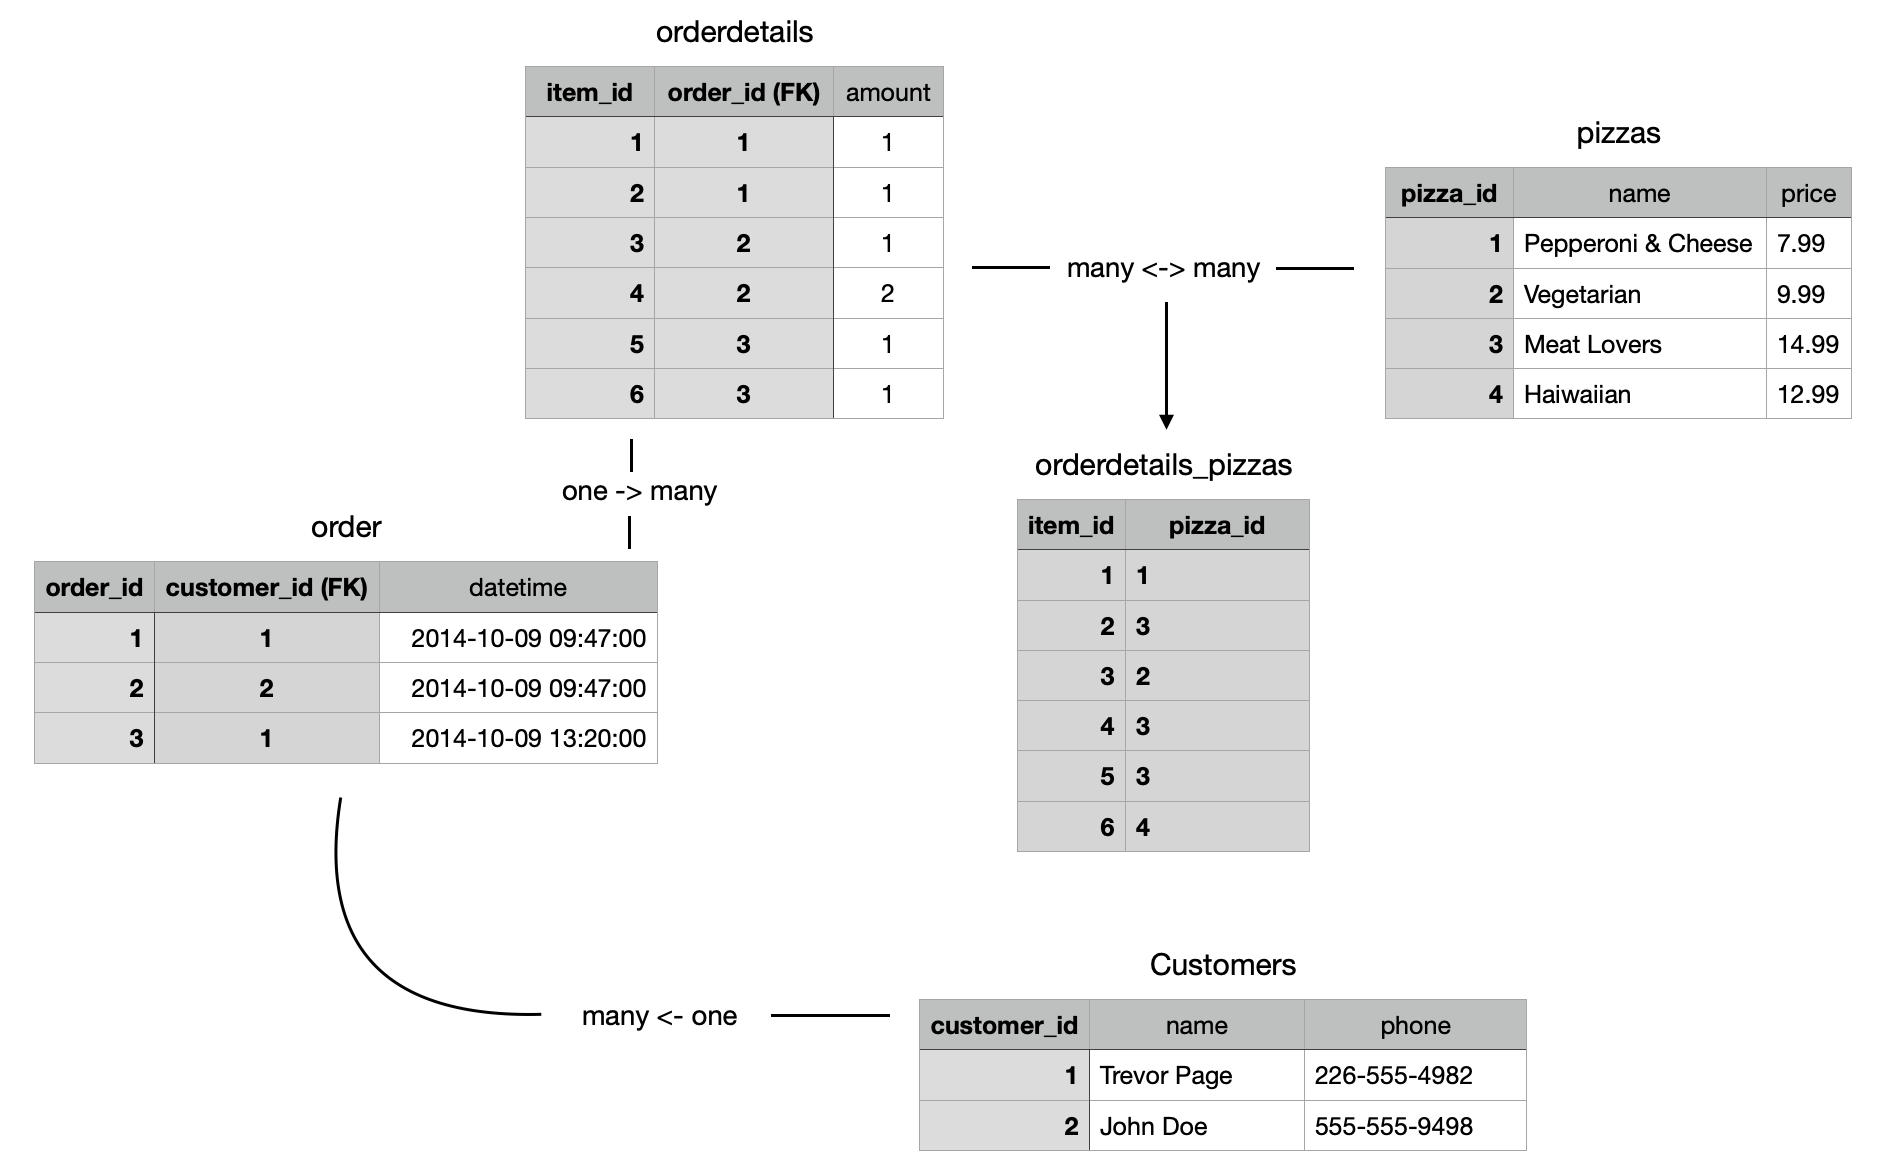 orderdetails
item_id order_id (FK) amount
1 1 1
2 1 1
3 2 1
4 2 2
5 3 1
6 3 1
pizzas
pizza_id name price
1 Pepperoni & Cheese 7.99
2 Vegetarian 9.99
3 Meat Lovers 14.99
4 Haiwaiian 12.99
many <-> many
one -> many
orderdetails_pizzas
item_id pizza_id
1 1
2 3
3 2
4 3
5 3
6 4
order
order_id customer_id (FK) datetime
1 1 2014-10-09 09:47:00
2 2 2014-10-09 09:47:00
3 1 2014-10-09 13:20:00
many <- one
Customers
customer_id name phone
1 Trevor Page 226-555-4982
2 John Doe 555-555-9498